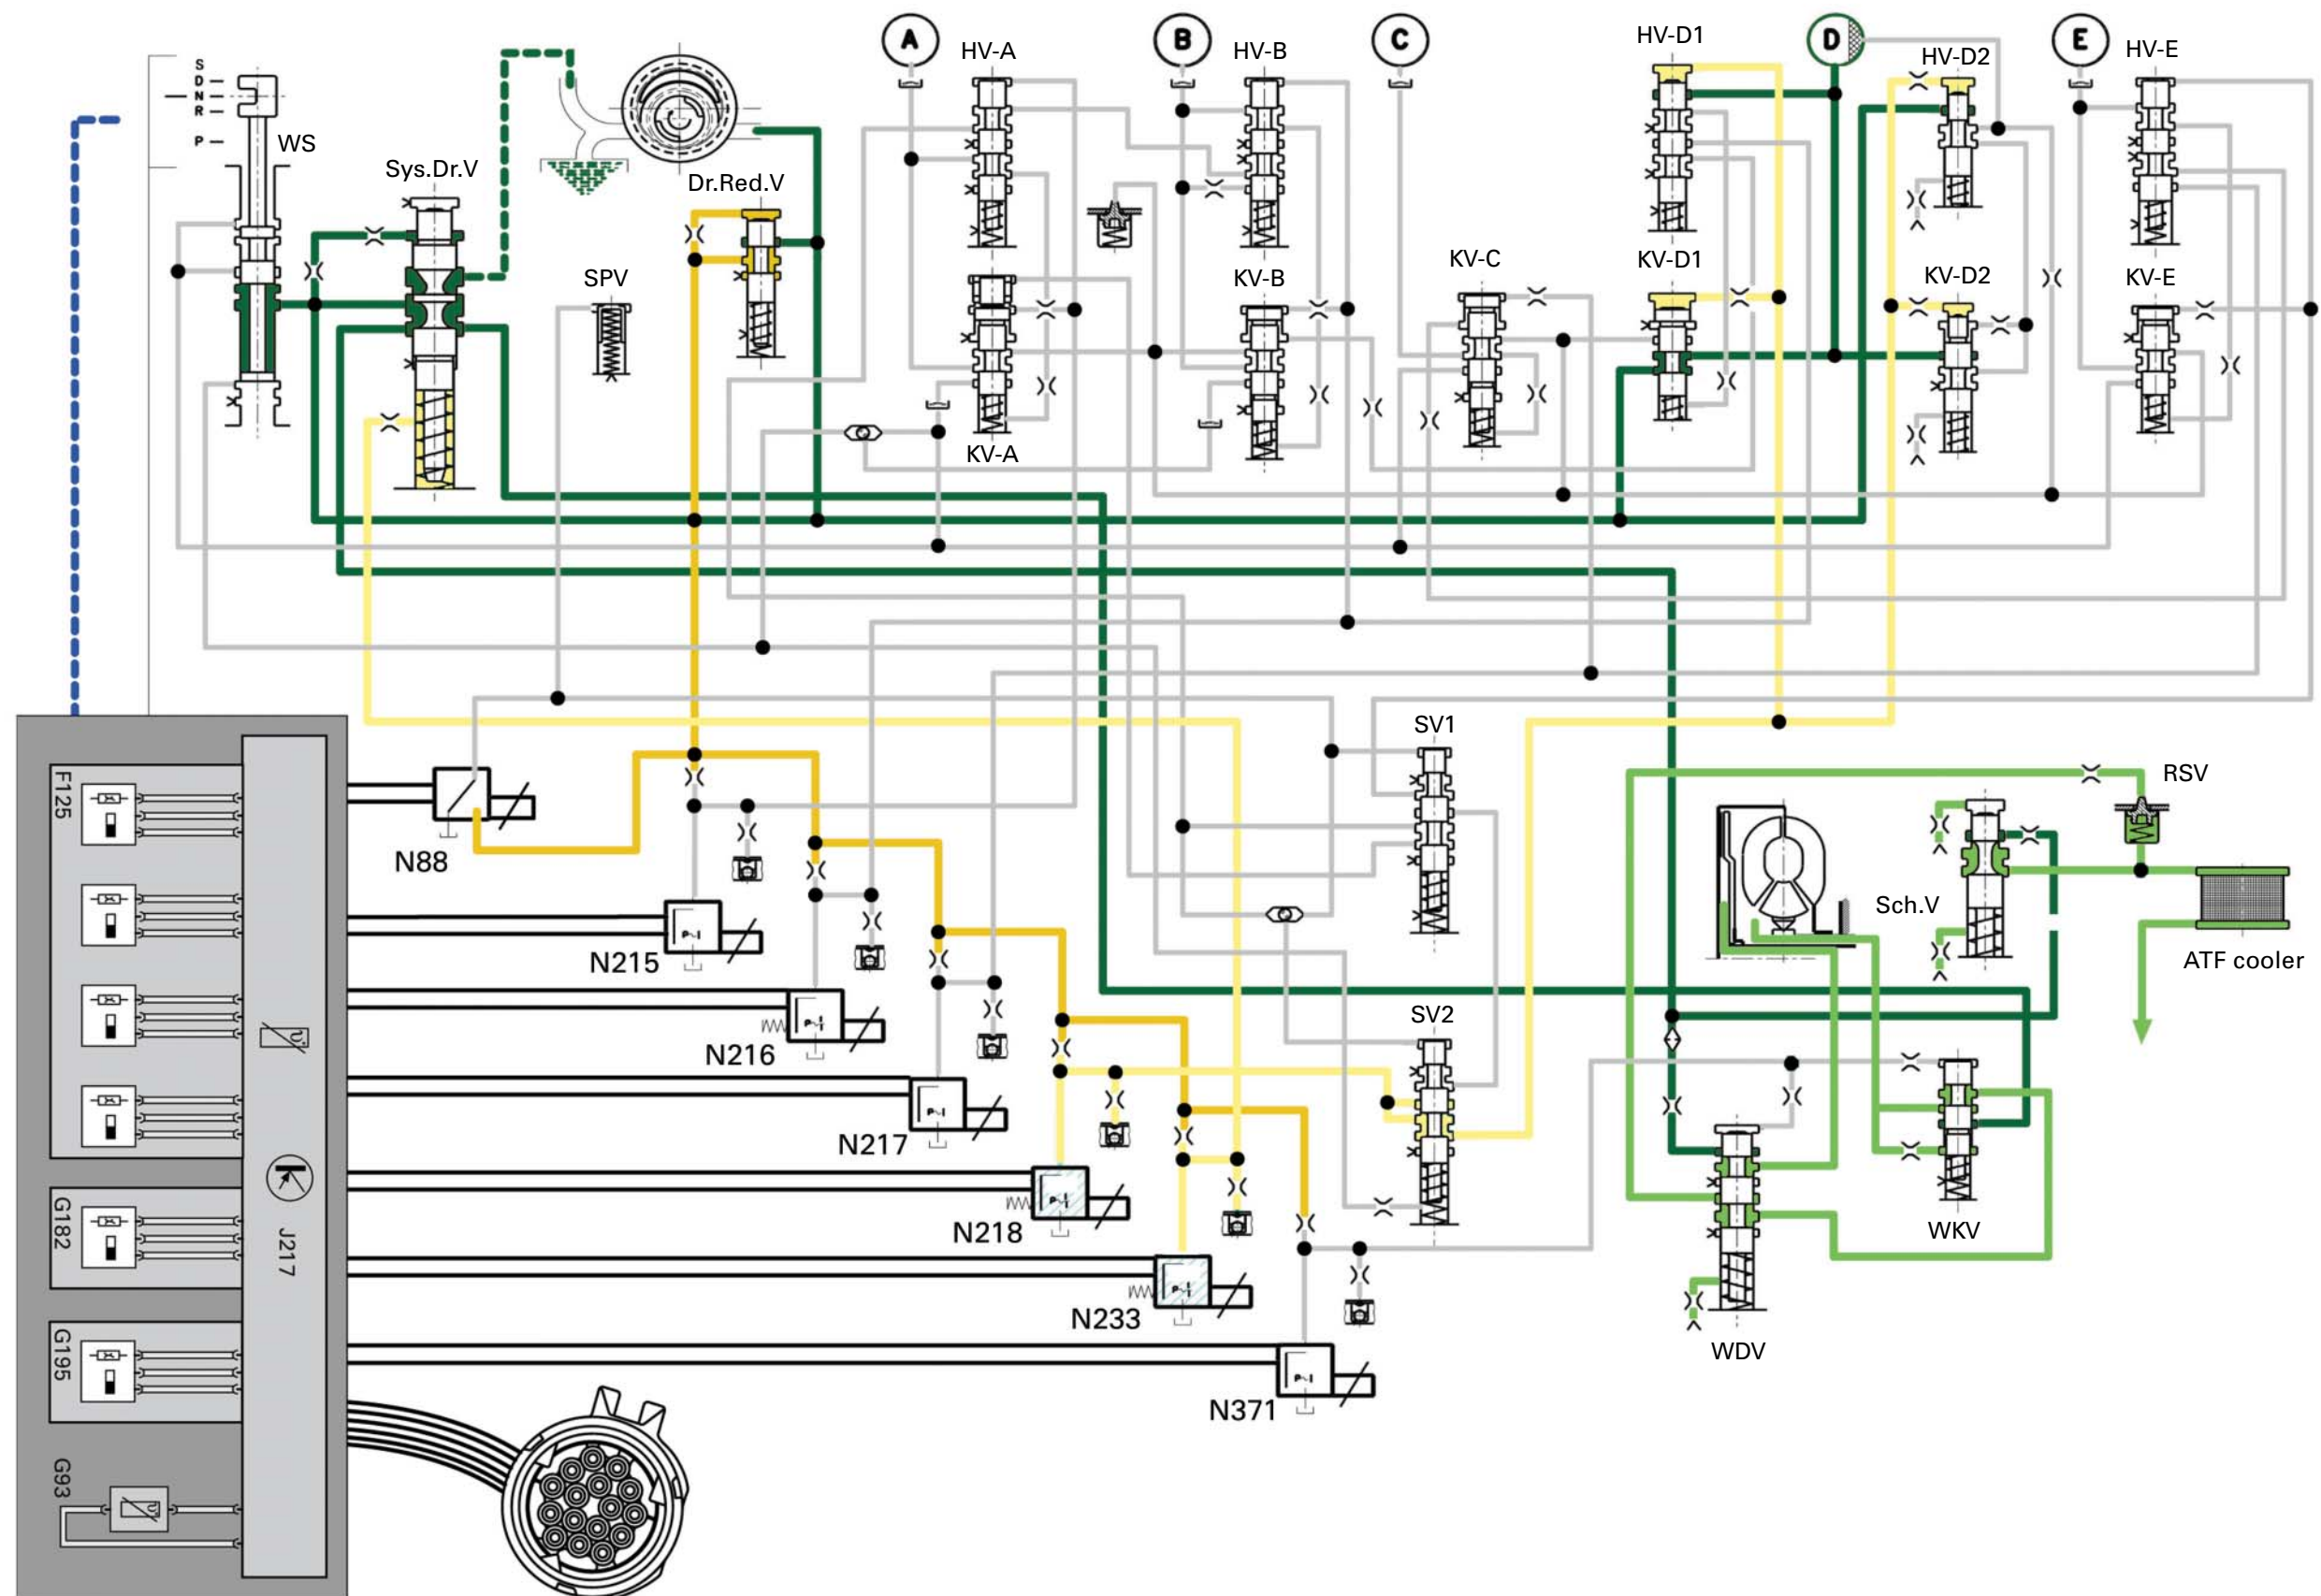 A
B
C
D
E
HV-A
HV-B
HV-D1
HV-D2
HV-E
S
D
N
R
P
WS
Sys.Dr.V
Dr.Red.V
SPV
KV-A
KV-B
KV-C
KV-D1
KV-D2
KV-E
SV1
RSV
F125
N88
Sch.V
ATF cooler
P-I
N215
P-I
N216
SV2
P-I
N217
J217
G182
P-I
N218
WKV
P-I
N233
WDV
G195
P-I
N371
G93